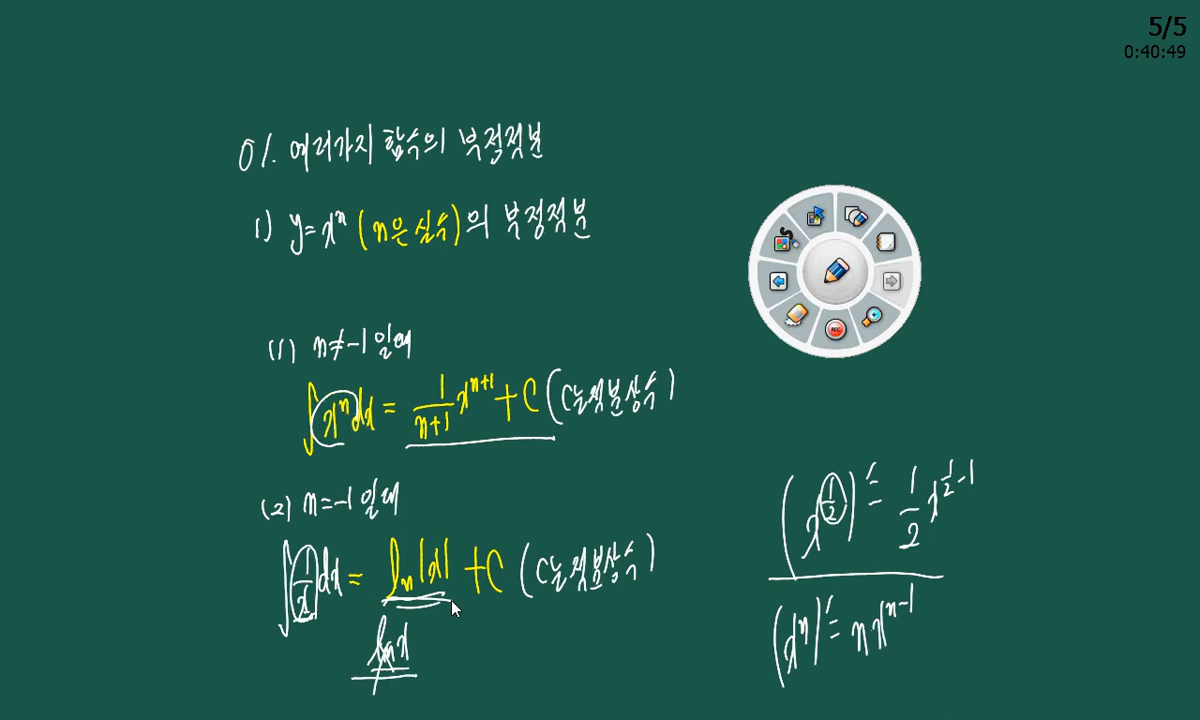 5/5
0:40:49
01. 여러가지 함수의 부정적분
1) y=xⁿ (n은 실수)의 부정적분
(1) n≠-1 일때
∫xⁿdx = 1/(n+1) xⁿ⁺¹ + C (C는 적분상수)
(2) n=-1 일때
∫1/x dx = ln|x| + C (C는 적분상수)
lnx
(x^(1/2))′ = 1/2 x^(1/2-1)
(xⁿ)′ = nxⁿ⁻¹
REC